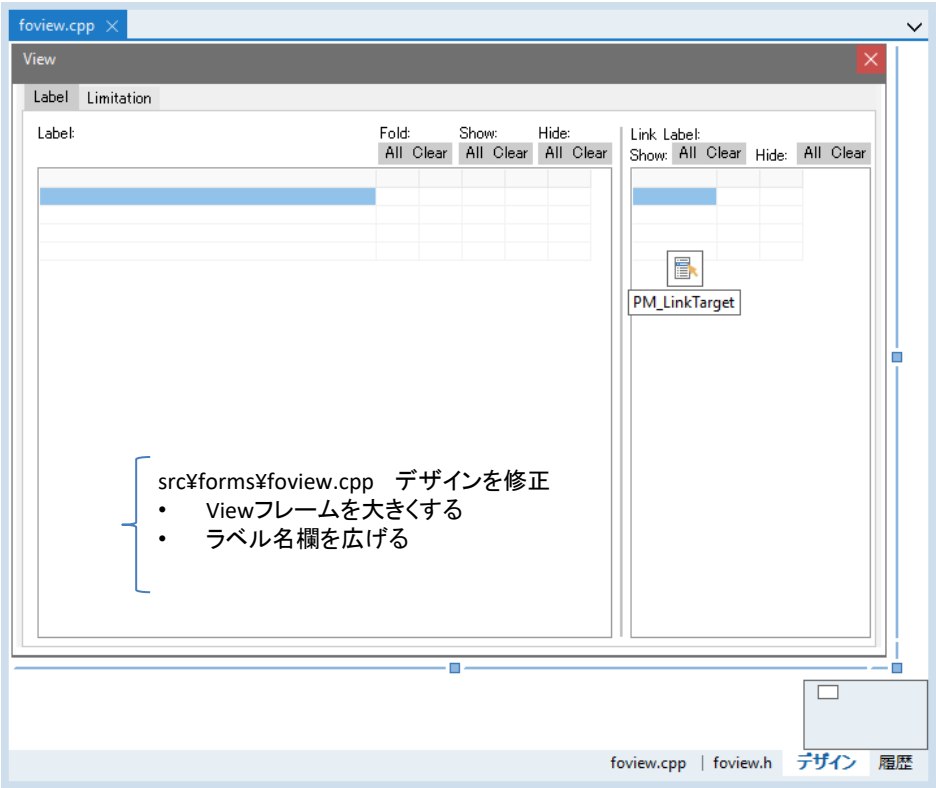 foview.cpp
View
Label Limitation
Label: Fold: Show: Hide: Link Label:
All Clear All Clear All Clear Show: All Clear Hide: All Clear
PM_LinkTarget
src¥forms¥foview.cpp デザインを修正
• Viewフレームを大きくする
• ラベル名欄を広げる
foview.cpp | foview.h デザイン 履歴